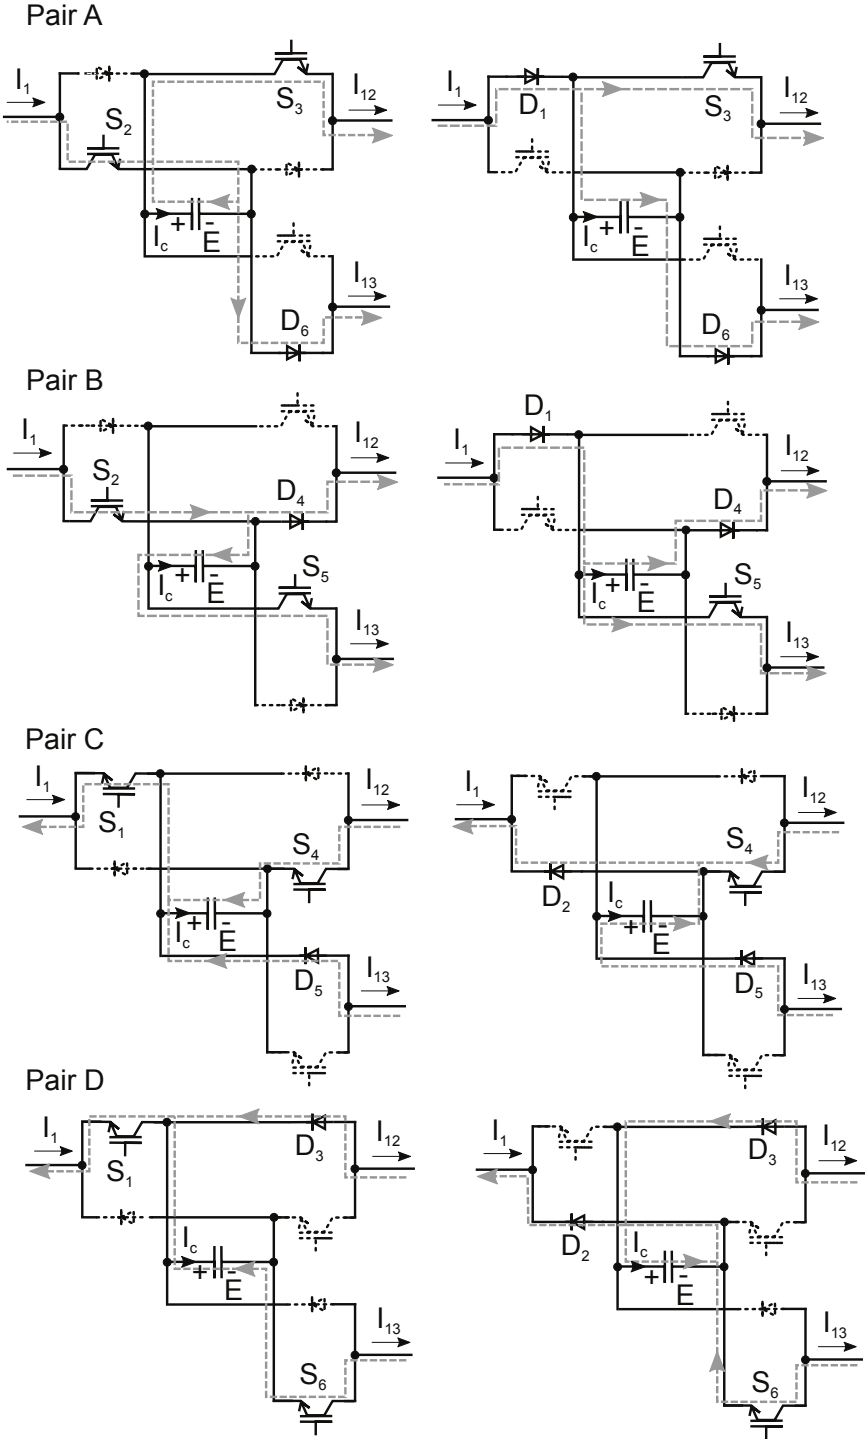 Pair A
I1 S2 S3 I12
Ic + - E
I13
D6
I1 D1 S3 I12
Ic + - E
I13
D6
Pair B
I1 S2 D4 I12
Ic + - E S5
I13
D1
I1 D4 I12
Ic + - E S5
I13
Pair C
I1 S1 I12
S4
Ic + - E
D5 I13
I1 I12
S4
D2
Ic + - E
D5 I13
Pair D
I1 S1 D3 I12
Ic + - E
I13
S6
I1 D3 I12
D2
Ic + - E
I13
S6